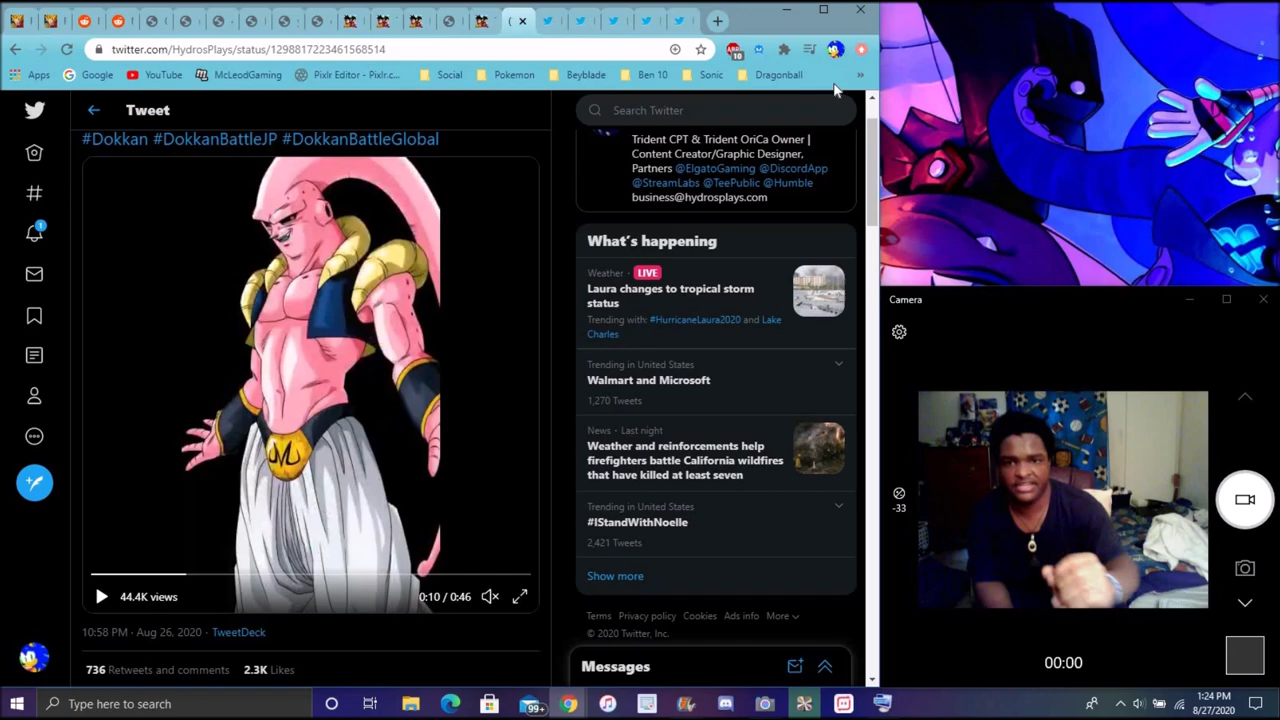 twitter.com/HydrosPlays/status/1298817223461568514
10
Apps
Google
YouTube
McLeodGaming
Pixlr Editor - Pixlr.c...
Social
Pokemon
Beyblade
Ben 10
Sonic
Dragonball
»
Tweet
#Dokkan #DokkanBattleJP #DokkanBattleGlobal
44.4K views
0:10 / 0:46
10:58 PM · Aug 26, 2020 · TweetDeck
736 Retweets and comments 2.3K Likes
1
Search Twitter
Trident CPT & Trident OriCa Owner |
Content Creator/Graphic Designer,
Partners @ElgatoGaming @DiscordApp
@StreamLabs @TeePublic @Humble
business@hydrosplays.com
What's happening
Weather · LIVE
Laura changes to tropical storm
status
Trending with: #HurricaneLaura2020 and Lake
Charles
Trending in United States
Walmart and Microsoft
1,270 Tweets
News · Last night
Weather and reinforcements help
firefighters battle California wildfires
that have killed at least seven
Trending in United States
#IStandWithNoelle
2,421 Tweets
Show more
Terms Privacy policy Cookies Ads info More
© 2020 Twitter, Inc.
Messages
Camera
-33
00:00
Type here to search
99+
1:24 PM
8/27/2020